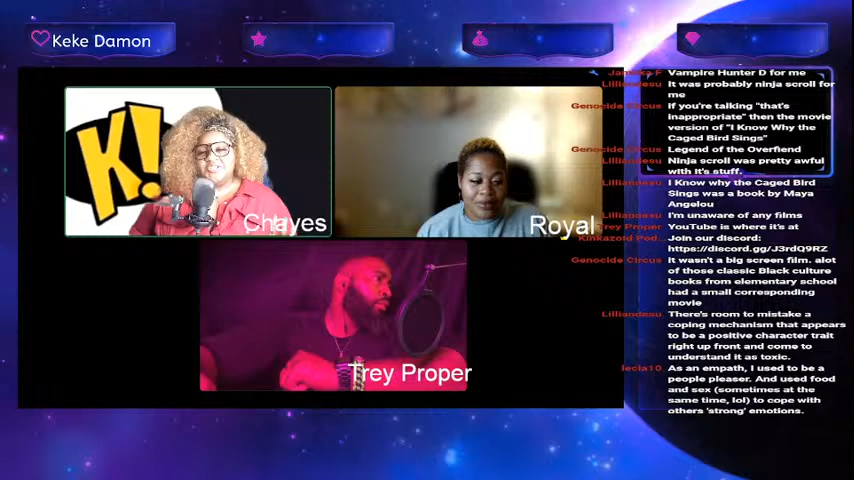 Keke Damon
K!
Chayes
Royal
Trey Proper
Vampire Hunter D for me
Lilliandesu It was probably ninja scroll for
me
Genocide Circus If you're talking "that's
inappropriate" then the movie
version of "I Know Why the
Caged Bird Sings"
Genocide Circus Legend of the Overfiend
Lilliandesu Ninja scroll was pretty awful
with it's stuff.
Lilliandesu I Know why the Caged Bird
Sings was a book by Maya
Angelou
Lilliandesu I'm unaware of any films
Trey Proper YouTube is where it's at
Kinkazoid Pod.. Join our discord:
https://discord.gg/J3rdQ9RZ
Genocide Circus It wasn't a big screen film. alot
of those classic Black culture
books from elementary school
had a small corresponding
movie
Lilliandesu There's room to mistake a
coping mechanism that appears
to be a positive character trait
right up front and come to
understand it as toxic.
lecia10 As an empath, I used to be a
people pleaser. And used food
and sex (sometimes at the
same time, lol) to cope with
others 'strong' emotions.